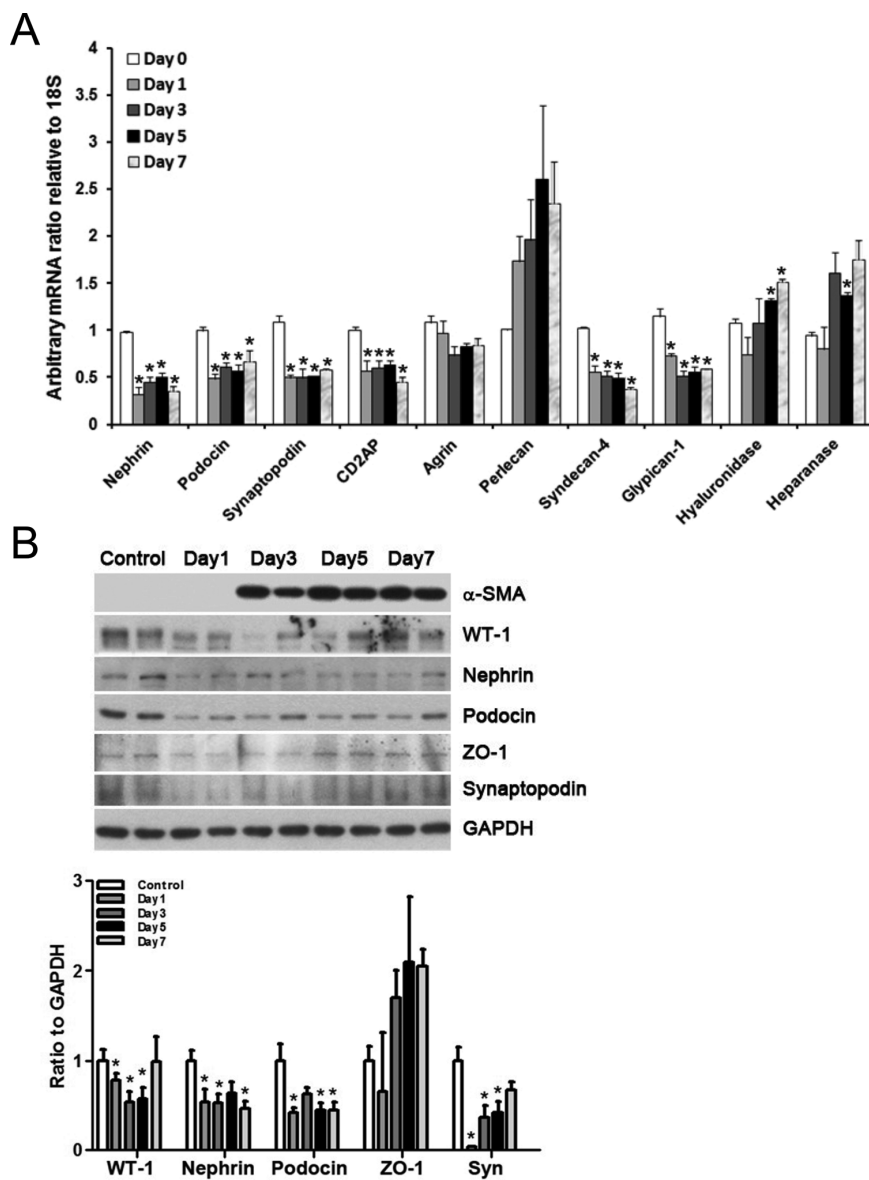 A
Arbitrary mRNA ratio relative to 18S
4
3.5
3
2.5
2
1.5
1
0.5
0
Day 0
Day 1
Day 3
Day 5
Day 7
* * * *
* * * *
* * * *
* * * *
* * * *
* * * *
* *
*
Nephrin
Podocin
Synaptopodin
CD2AP
Agrin
Perlecan
Syndecan-4
Glypican-1
Hyaluronidase
Heparanase
B
Control Day1 Day3 Day5 Day7
α-SMA
WT-1
Nephrin
Podocin
ZO-1
Synaptopodin
GAPDH
Ratio to GAPDH
3
2
1
0
Control
Day1
Day3
Day5
Day7
* * *
* * *
* * *
* * *
WT-1 Nephrin Podocin ZO-1 Syn